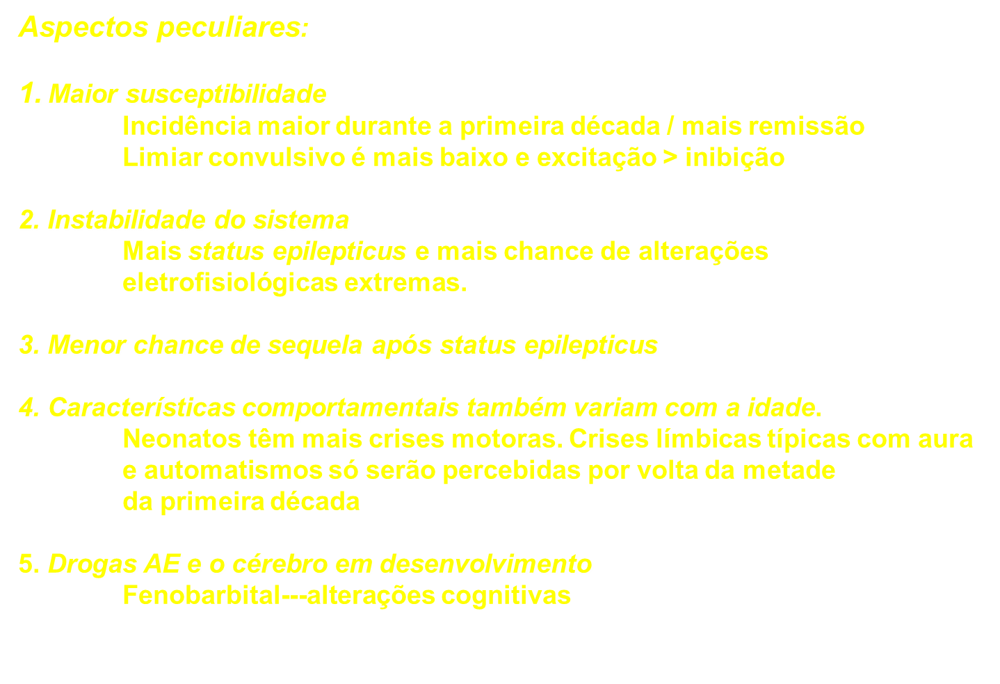 Aspectos peculiares:
1. Maior susceptibilidade
Incidência maior durante a primeira década / mais remissão
Limiar convulsivo é mais baixo e excitação > inibição
2. Instabilidade do sistema
Mais status epilepticus e mais chance de alterações
eletrofisiológicas extremas.
3. Menor chance de sequela após status epilepticus
4. Características comportamentais também variam com a idade.
Neonatos têm mais crises motoras. Crises límbicas típicas com aura
e automatismos só serão percebidas por volta da metade
da primeira década
5. Drogas AE e o cérebro em desenvolvimento
Fenobarbital---alterações cognitivas